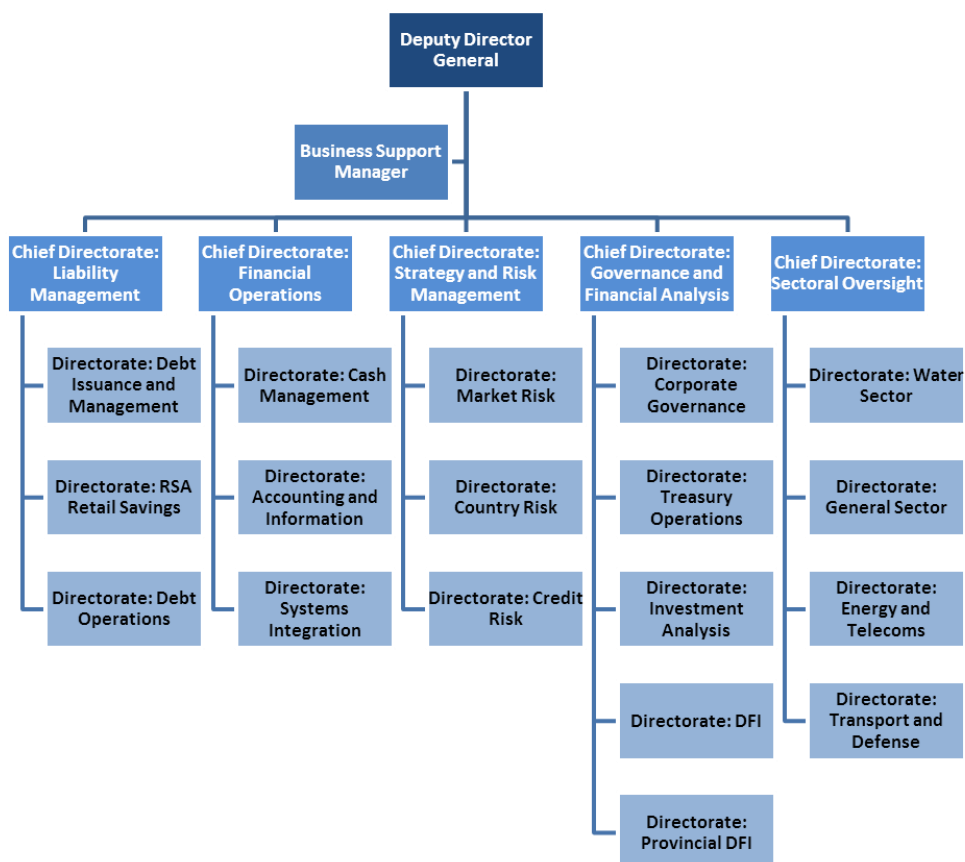 Deputy Director
General
Business Support
Manager
Chief Directorate:
Liability
Management
Chief Directorate:
Financial
Operations
Chief Directorate:
Strategy and Risk
Management
Chief Directorate:
Governance and
Financial Analysis
Chief Directorate:
Sectoral Oversight
Directorate: Debt
Issuance and
Management
Directorate: RSA
Retail Savings
Directorate: Debt
Operations
Directorate: Cash
Management
Directorate:
Accounting and
Information
Directorate:
Systems
Integration
Directorate:
Market Risk
Directorate:
Country Risk
Directorate: Credit
Risk
Directorate:
Corporate
Governance
Directorate:
Treasury
Operations
Directorate:
Investment
Analysis
Directorate: DFI
Directorate:
Provincial DFI
Directorate: Water
Sector
Directorate:
General Sector
Directorate:
Energy and
Telecoms
Directorate:
Transport and
Defense